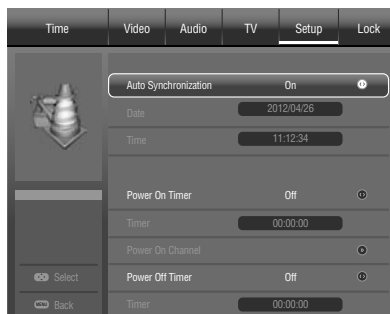 Time Video Audio TV Setup Lock
Auto Synchronization On
Date 2012/04/26
Time 11:12:34
Power On Timer Off
Timer 00:00:00
Power On Channel
Select Power Off Timer Off
Back Timer 00:00:00